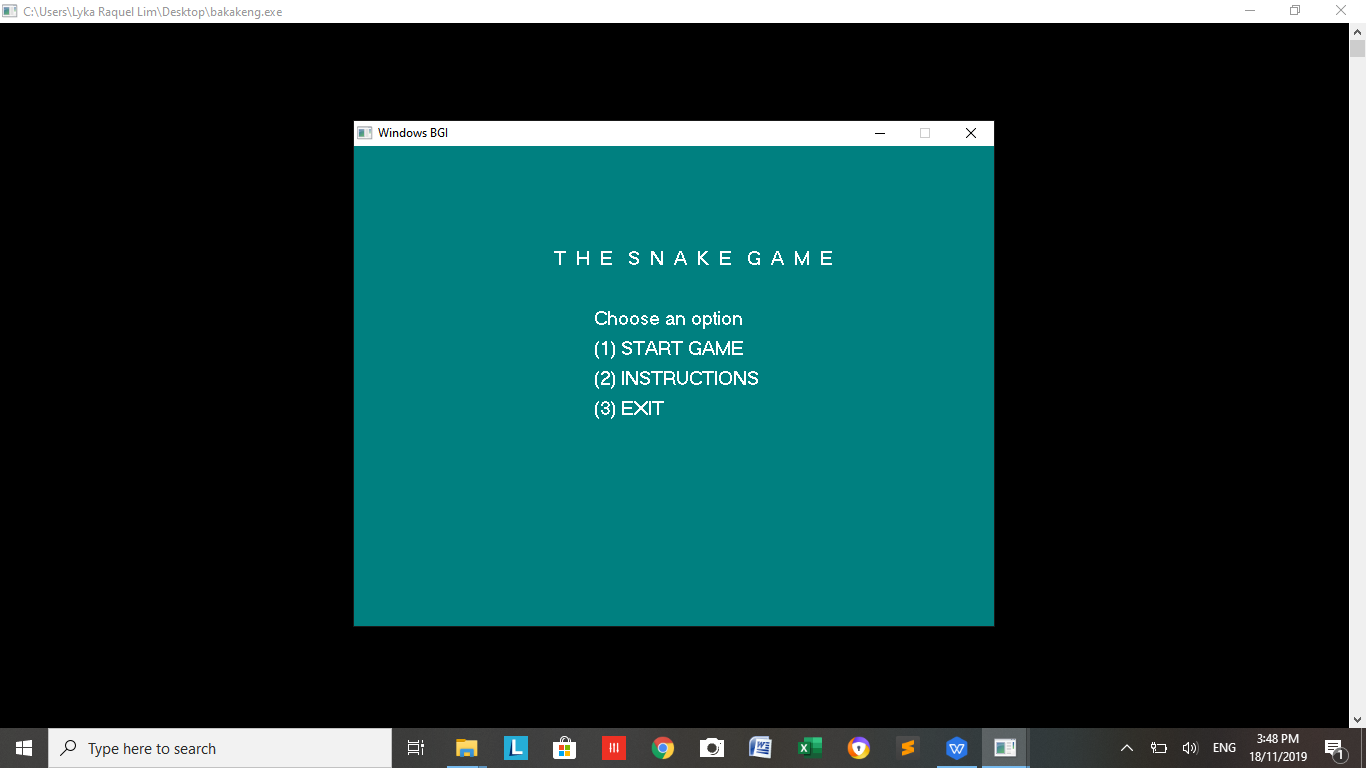 C:\Users\Lyka Raquel Lim\Desktop\bakakeng.exe
Windows BGI
T H E  S N A K E  G A M E
Choose an option
(1) START GAME
(2) INSTRUCTIONS
(3) EXIT
Type here to search
L
W
X
W
S
W
ENG
3:48 PM
18/11/2019
1